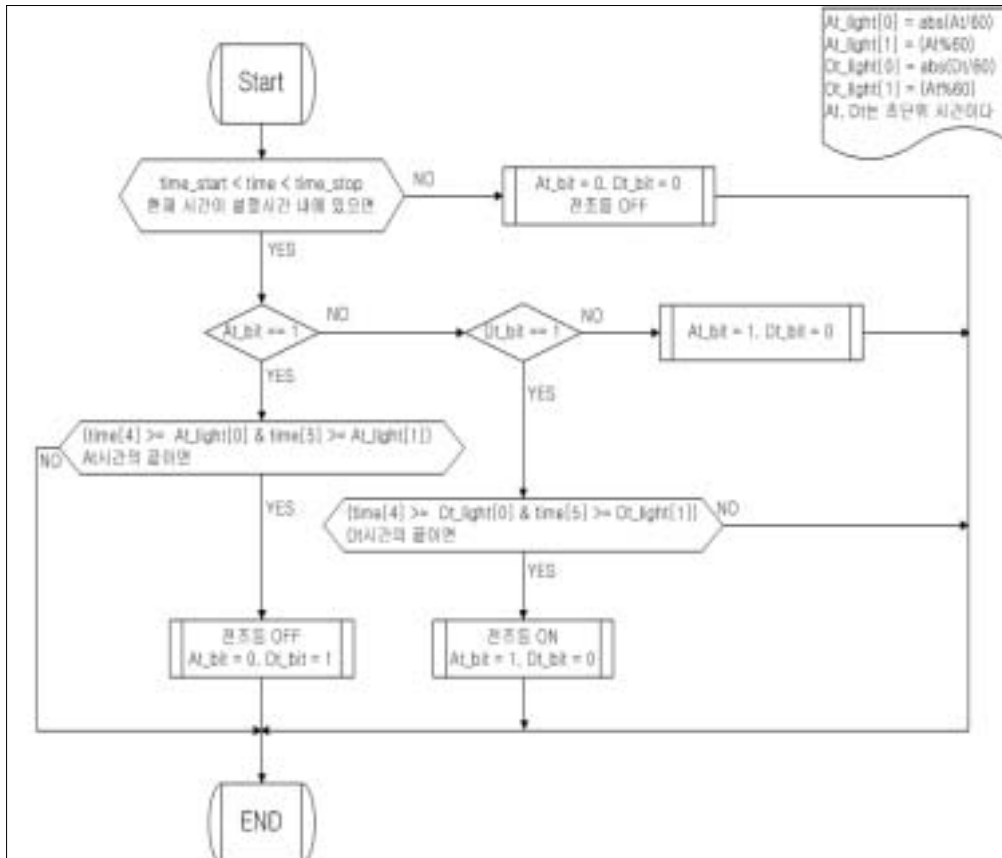 At_light[0] = abs(At/60)
At_light[1] = (At%60)
Dt_light[0] = abs(Dt/60)
Dt_light[1] = (At%60)
At, Dt는 초단위 시간이다
Start
time_start < time < time_stop
현재 시간이 설정시간 내에 있으면
NO
At_bit = 0, Dt_bit = 0
전조등 OFF
YES
At_bit == 1
NO
Dt_bit == 1
NO
At_bit = 1, Dt_bit = 0
YES
YES
(time[4] >= At_light[0] & time[5] >= At_light[1])
At시간의 끝이면
NO
YES
(time[4] >= Dt_light[0] & time[5] >= Dt_light[1])
Dt시간의 끝이면
NO
YES
전조등 OFF
At_bit = 0, Dt_bit = 1
전조등 ON
At_bit = 1, Dt_bit = 0
END